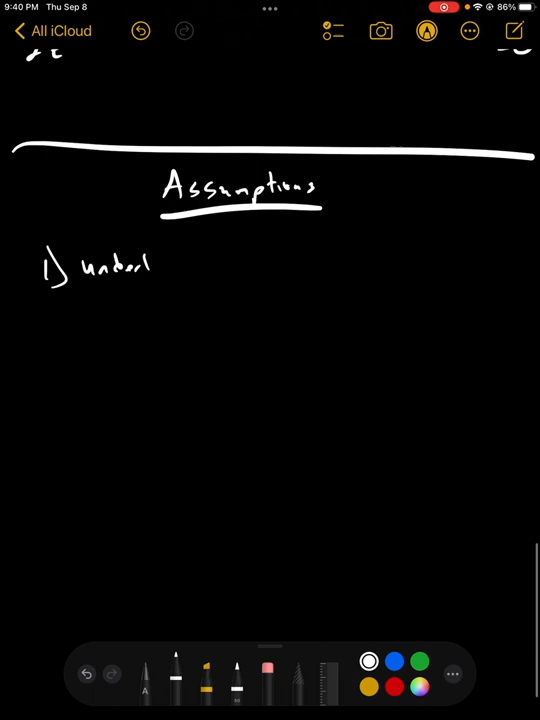 9:40 PM Thu Sep 8
86%
All iCloud
Assumptions
1) underl
A